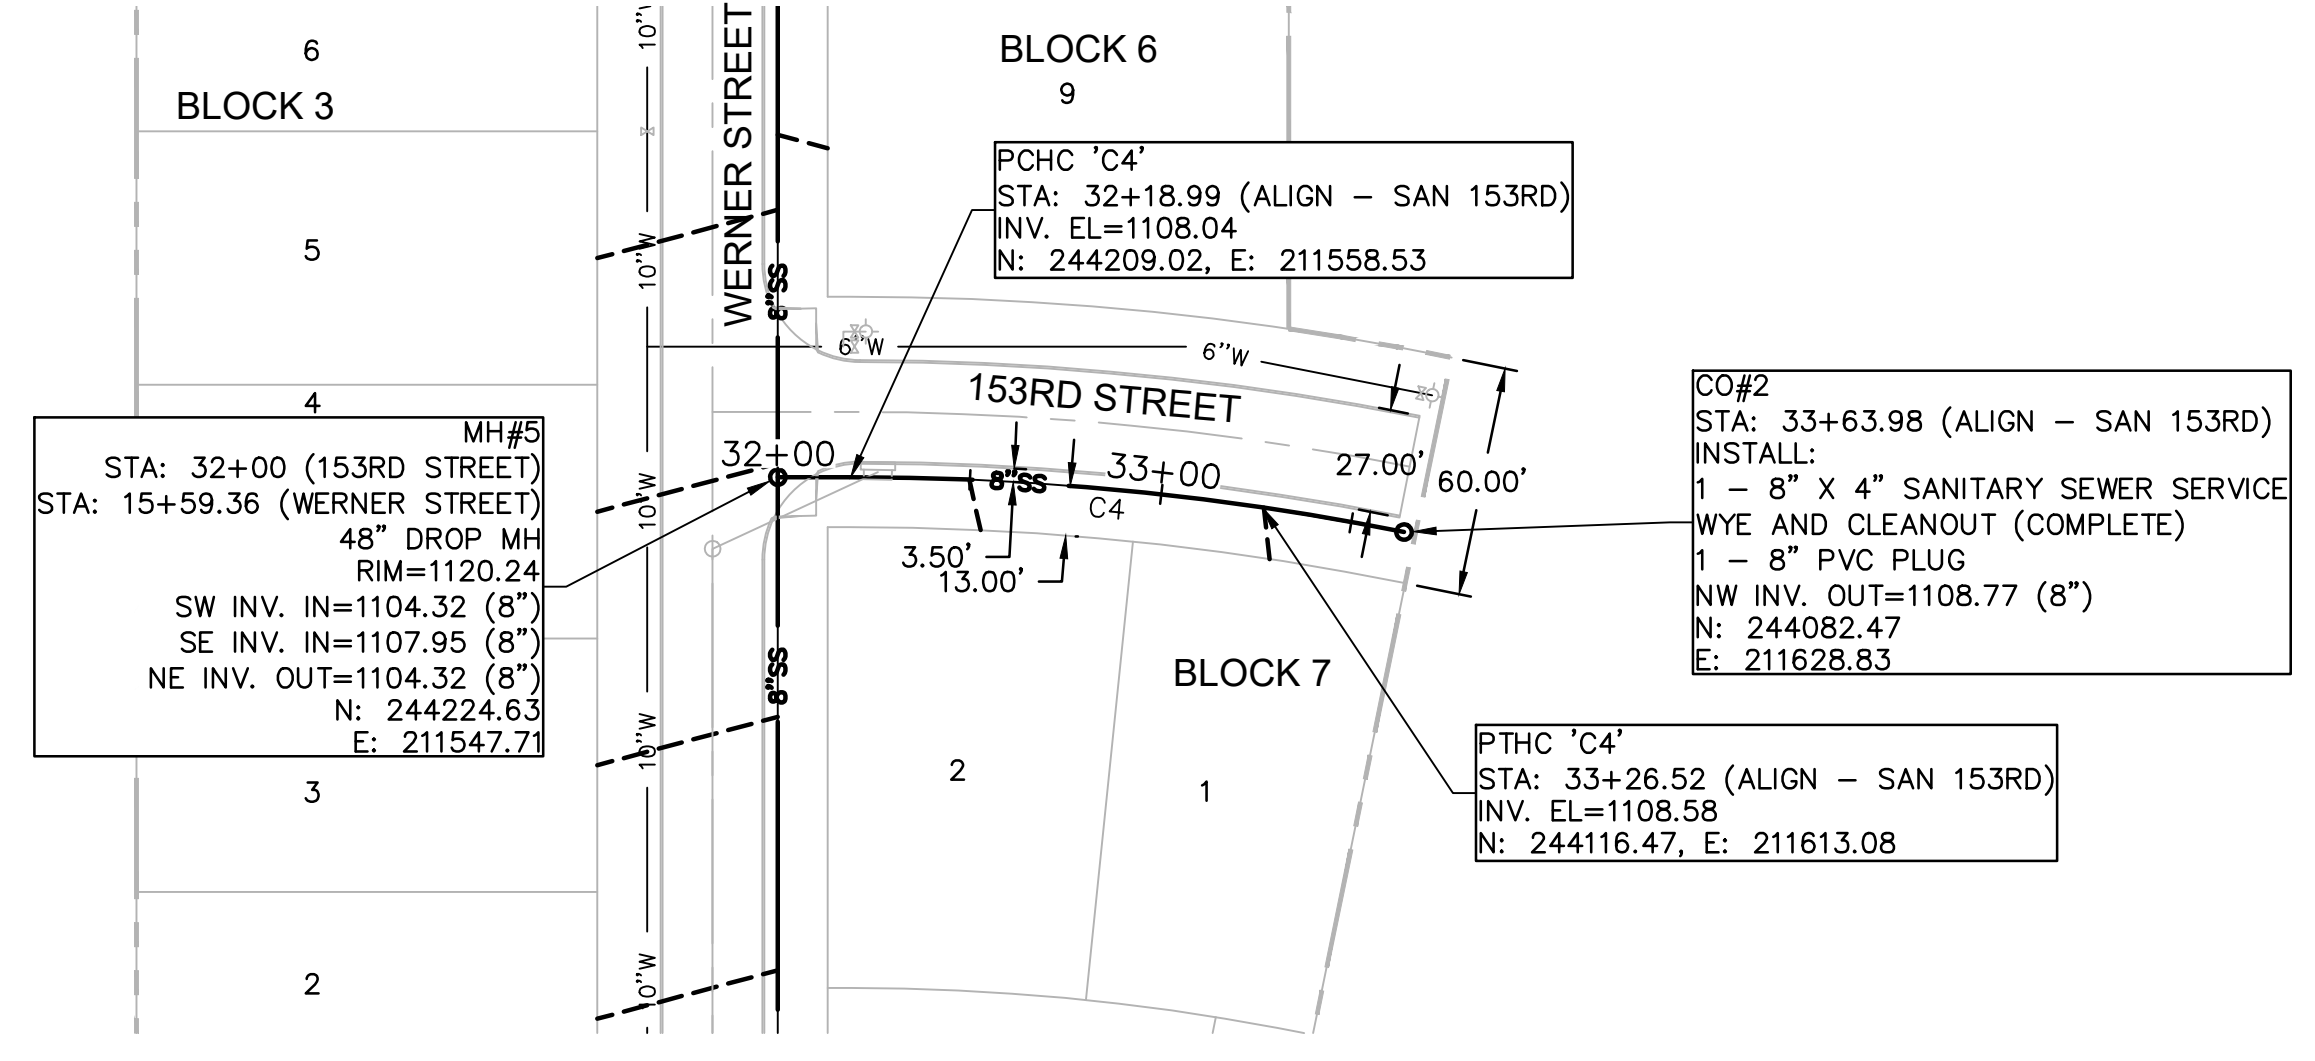 6
BLOCK 3
5
4
3
2
10"W
10"W
10"W
10"W
WERNER STREET
8"SS
8"SS
BLOCK 6
9
PCHC 'C4'
STA: 32+18.99 (ALIGN – SAN 153RD)
INV. EL=1108.04
N: 244209.02, E: 211558.53
6"W
6"W
153RD STREET
32+00
8"SS
33+00
C4
3.50'
13.00'
27.00'
60.00'
MH#5
STA: 32+00 (153RD STREET)
STA: 15+59.36 (WERNER STREET)
48" DROP MH
RIM=1120.24
SW INV. IN=1104.32 (8")
SE INV. IN=1107.95 (8")
NE INV. OUT=1104.32 (8")
N: 244224.63
E: 211547.71
CO#2
STA: 33+63.98 (ALIGN – SAN 153RD)
INSTALL:
1 – 8" X 4" SANITARY SEWER SERVICE
WYE AND CLEANOUT (COMPLETE)
1 – 8" PVC PLUG
NW INV. OUT=1108.77 (8")
N: 244082.47
E: 211628.83
BLOCK 7
2
1
PTHC 'C4'
STA: 33+26.52 (ALIGN – SAN 153RD)
INV. EL=1108.58
N: 244116.47, E: 211613.08